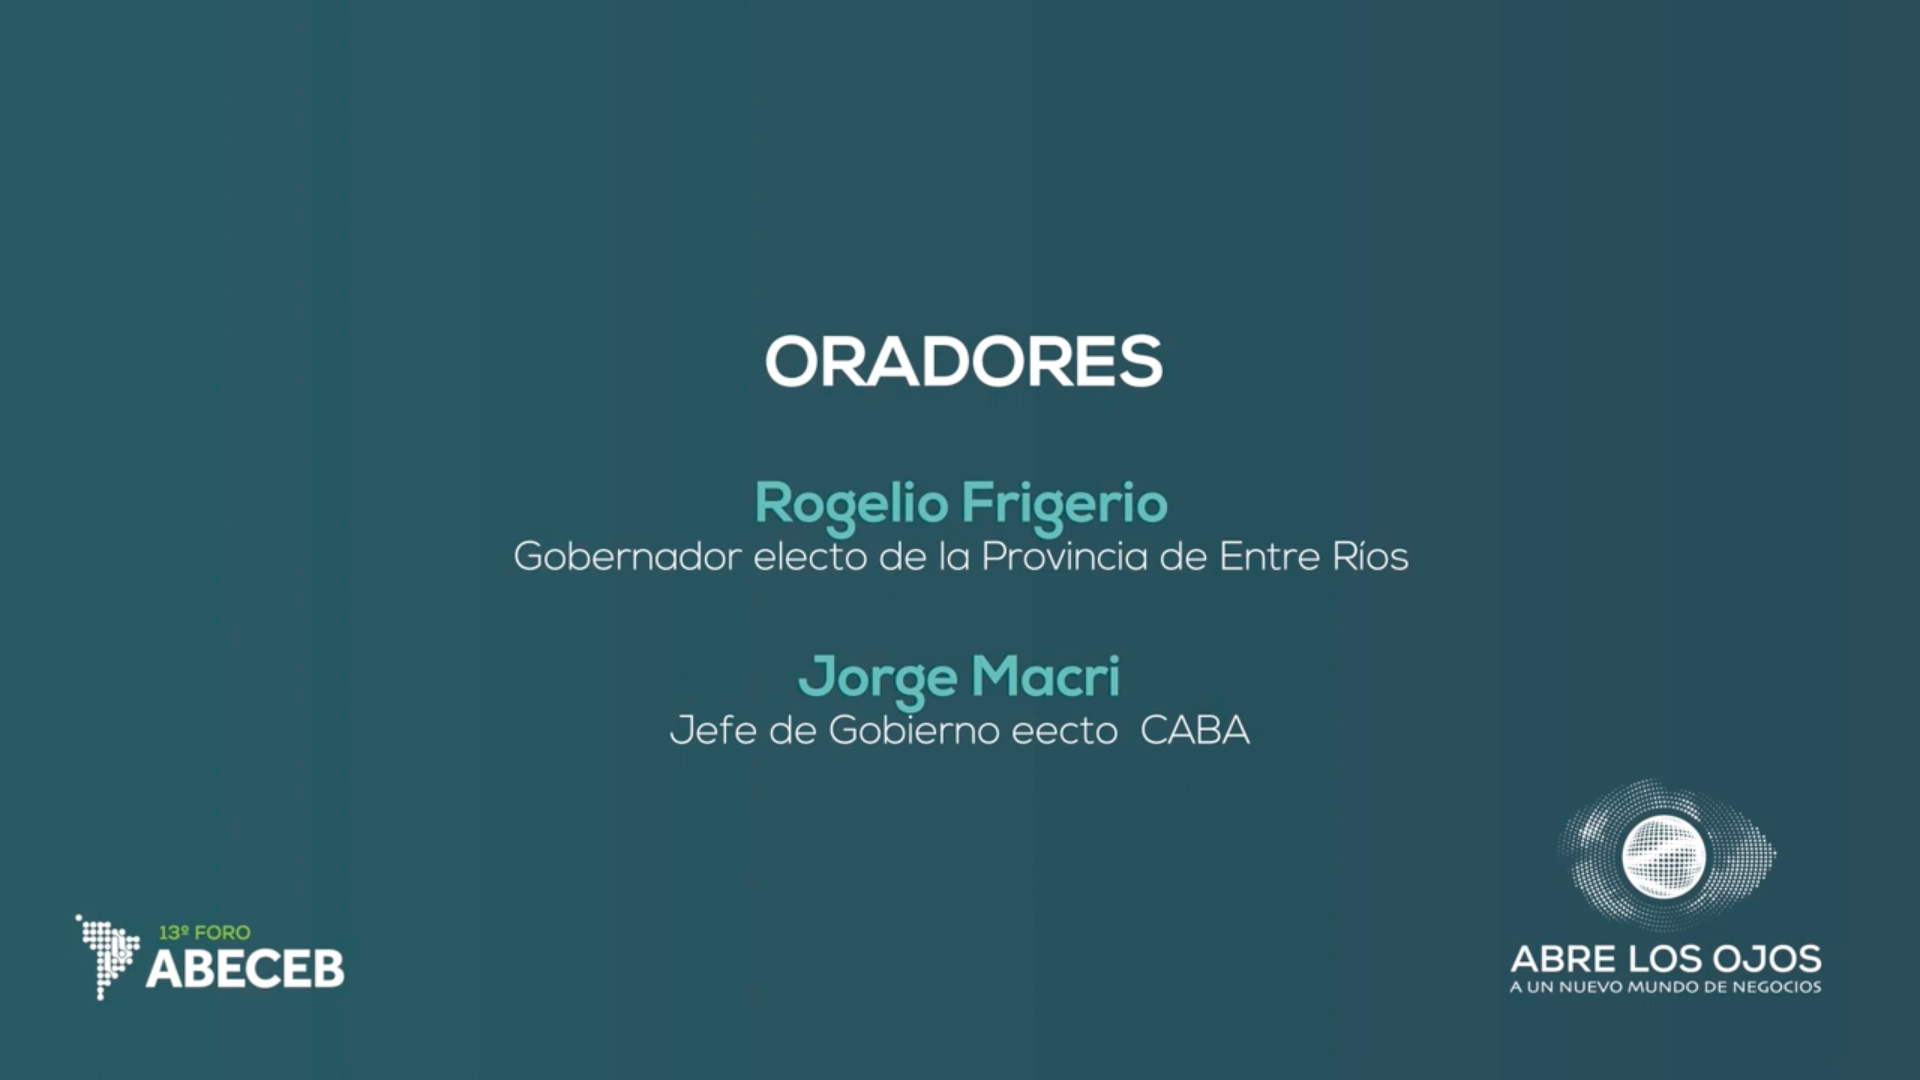 ORADORES
Rogelio Frigerio
Gobernador electo de la Provincia de Entre Ríos
Jorge Macri
Jefe de Gobierno eecto CABA
13º FORO
ABECEB
ABRE LOS OJOS
A UN NUEVO MUNDO DE NEGOCIOS